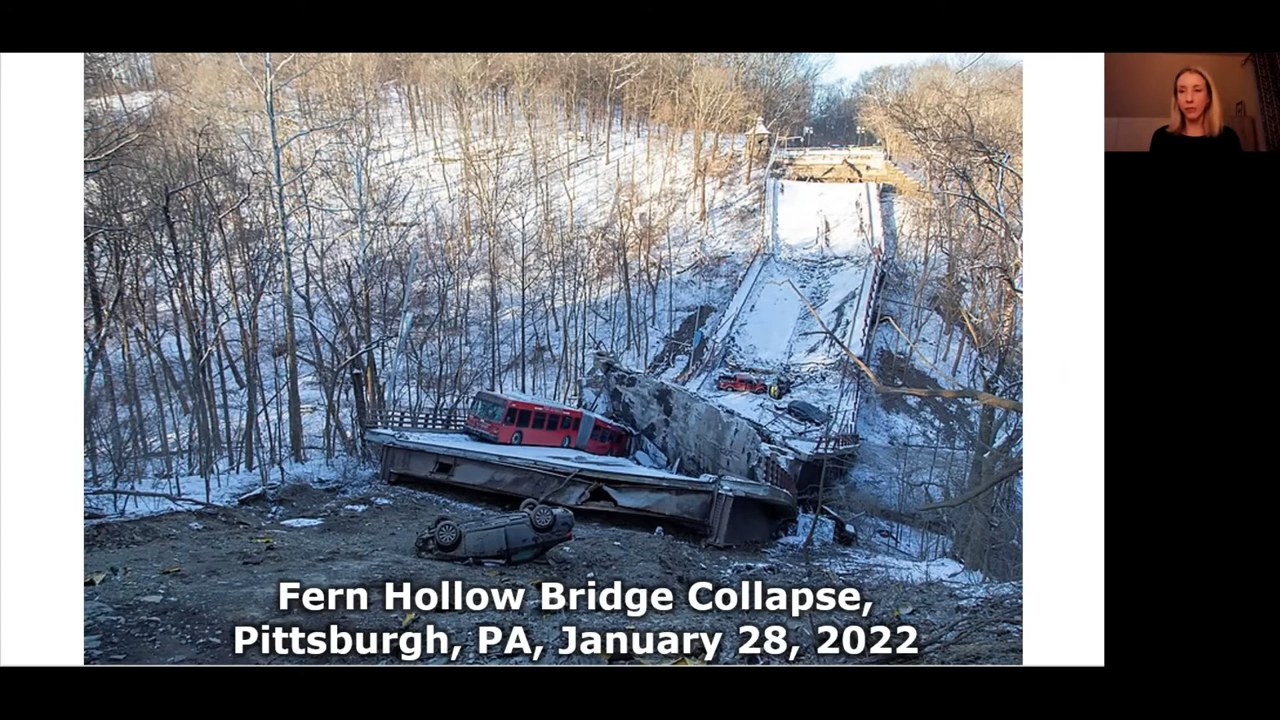 Fern Hollow Bridge Collapse,
Pittsburgh, PA, January 28, 2022